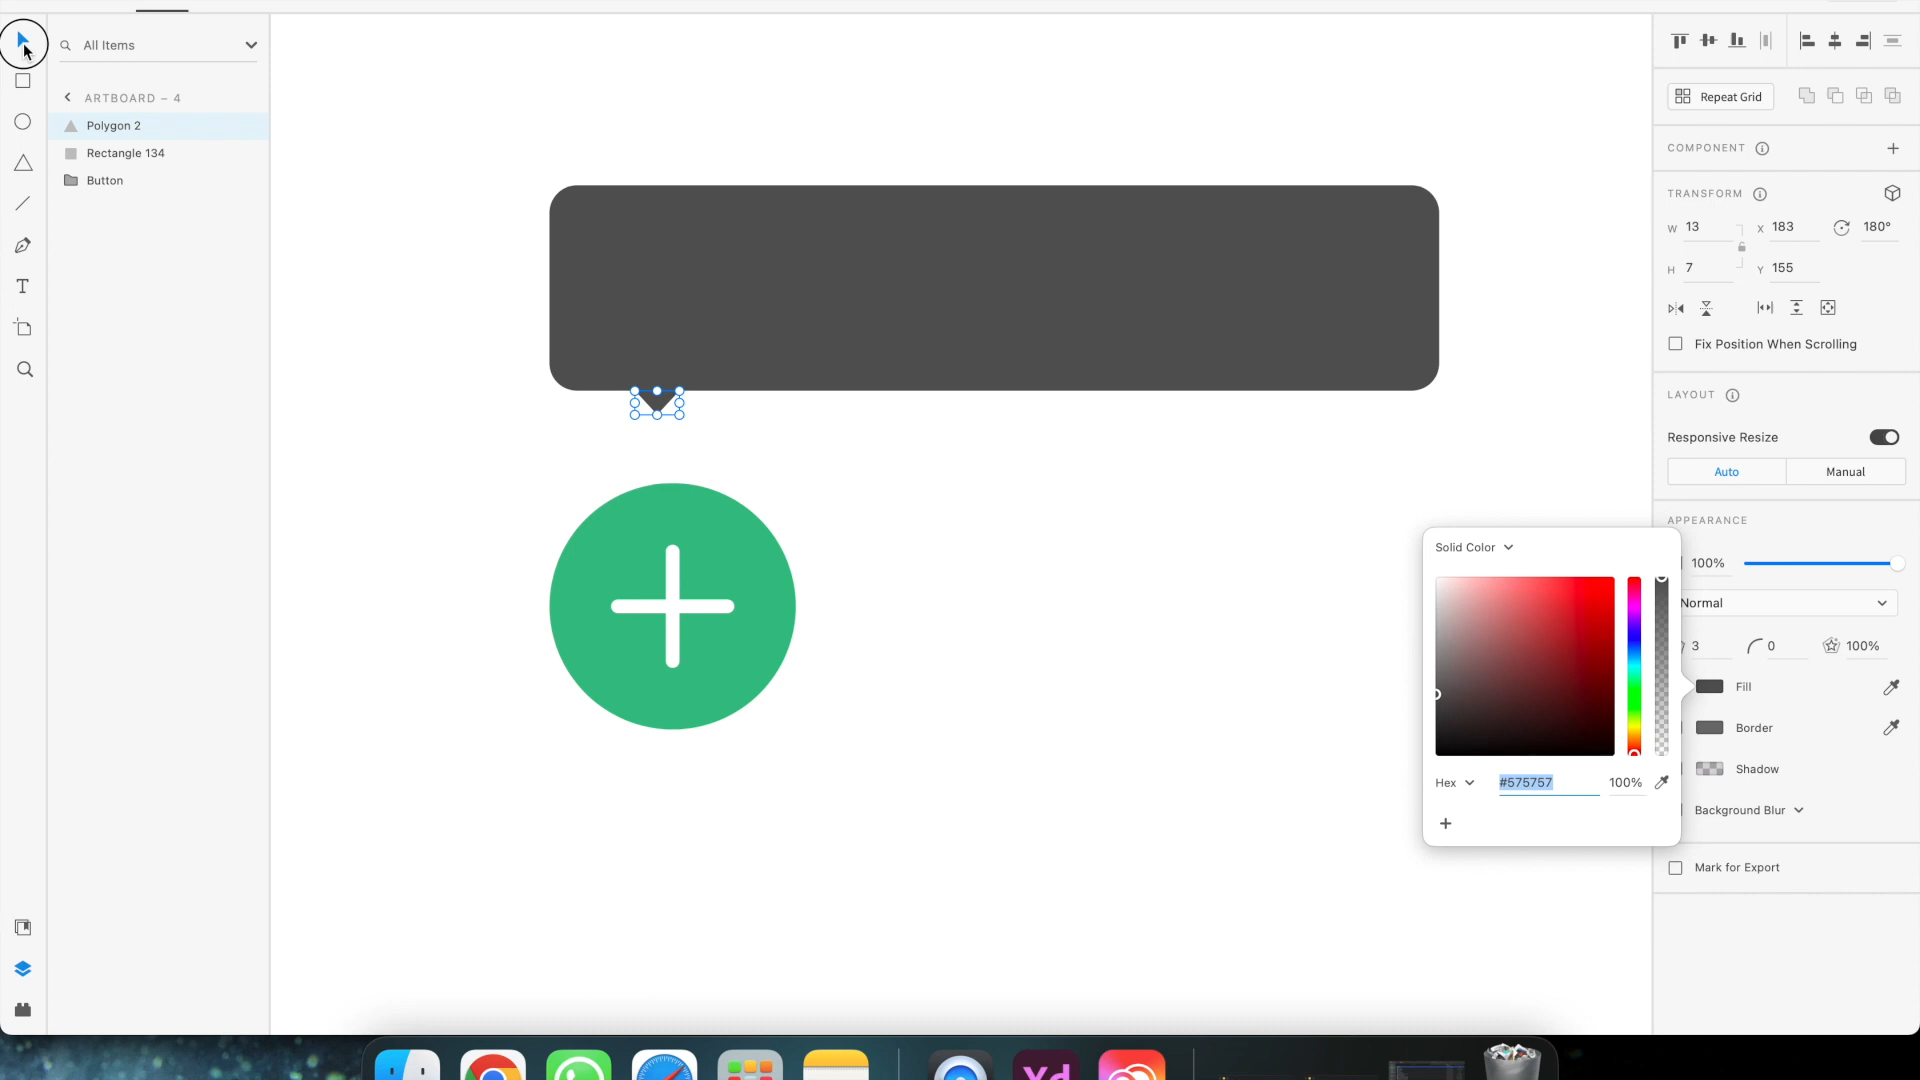 All Items
ARTBOARD – 4
Polygon 2
Rectangle 134
Button
Repeat Grid
COMPONENT
TRANSFORM
W 13 X 183 180°
H 7 Y 155
Fix Position When Scrolling
LAYOUT
Responsive Resize
Auto Manual
APPEARANCE
100%
Normal
3 0 100%
Fill
Border
Shadow
Background Blur
Mark for Export
Solid Color
Hex #575757 100%
Xd